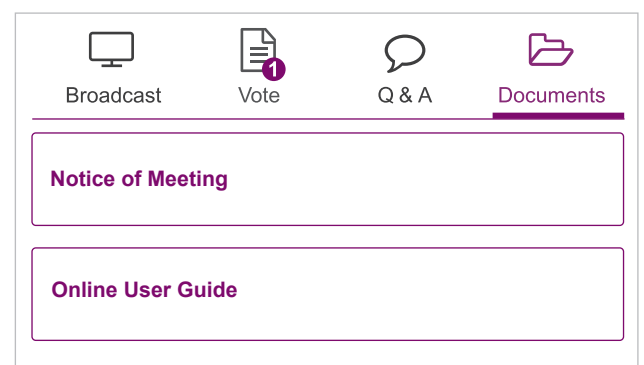 1
Broadcast Vote Q & A Documents
Notice of Meeting
Online User Guide